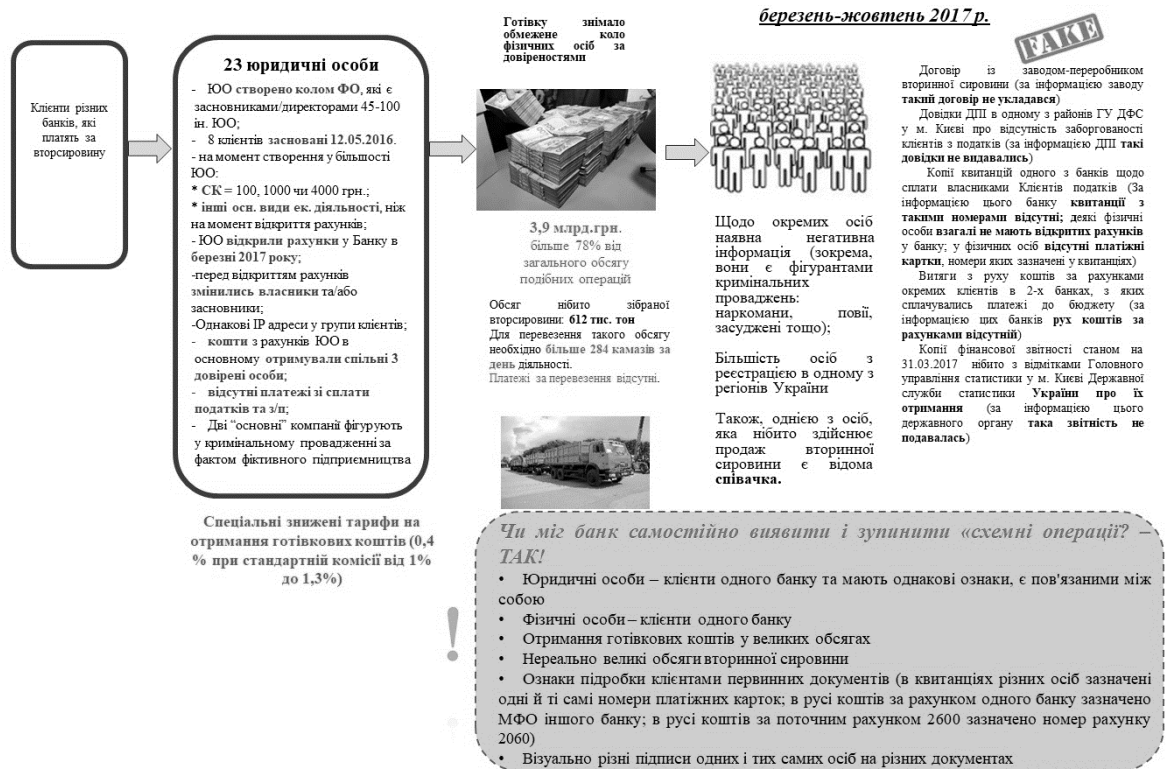 березень-жовтень 2017 р.
Клієнти різних
банків, які
платять за
вторсировину
23 юридичні особи
- ЮО створено колом ФО, які є
засновниками/директорами 45-100
ін. ЮО;
- 8 клієнтів засновані 12.05.2016.
- на момент створення у більшості
ЮО:
* СК = 100, 1000 чи 4000 грн.;
* інші осн. види ек. діяльності, ніж
на момент відкриття рахунків;
- ЮО відкрили рахунки у Банку в
березні 2017 року;
-перед відкриттям рахунків
змінились власники та/або
засновники;
-Однакові IP адреси у групи клієнтів;
- кошти з рахунків ЮО в
основному отримували спільні 3
довірені особи;
- відсутні платежі зі сплати
податків та з/п;
- Дві “основні” компанії фігурують
у кримінальному провадженні за
фактом фіктивного підприємництва
Спеціальні знижені тарифи на
отримання готівкових коштів (0,4
% при стандартній комісії від 1%
до 1,3%)
Готівку знімало
обмежене коло
фізичних осіб за
довіреностями
3,9 млрд.грн.
більше 78% від
загального обсягу
подібних операцій
Обсяг нібито зібраної
вторсировини: 612 тис. тон
Для перевезення такого обсягу
необхідно більше 284 камазів за
день діяльності.
Платежі за перевезення відсутні.
Щодо окремих осіб
наявна негативна
інформація (зокрема,
вони є фігурантами
кримінальних
проваджень:
наркомани, повії,
засуджені тощо);
Більшість осіб з
реєстрацією в одному з
регіонів України
Також, однією з осіб,
яка нібито здійснює
продаж вторинної
сировини є відома
співачка.
FAKE
Договір із заводом-переробником
вторинної сировини (за інформацією заводу
такий договір не укладався)
Довідки ДПІ в одному з районів ГУ ДФС
у м. Києві про відсутність заборгованості
клієнтів з податків (за інформацією ДПІ такі
довідки не видавались)
Копії квитанцій одного з банків щодо
сплати власниками Клієнтів податків (За
інформацією цього банку квитанції з
такими номерами відсутні; деякі фізичні
особи взагалі не мають відкритих рахунків
у банку; у фізичних осіб відсутні платіжні
картки, номери яких зазначені у квитанціях)
Витяги з руху коштів за рахунками
окремих клієнтів в 2-х банках, з яких
сплачувались платежі до бюджету (за
інформацією цих банків рух коштів за
рахунками відсутній)
Копії фінансової звітності станом на
31.03.2017 нібито з відмітками Головного
управління статистики у м. Києві Державної
служби статистики України про їх
отримання (за інформацією цього
державного органу така звітність не
подавалась)
!
Чи міг банк самостійно виявити і зупинити «схемні операції? –
ТАК!
• Юридичні особи – клієнти одного банку та мають однакові ознаки, є пов'язаними між
собою
• Фізичні особи – клієнти одного банку
• Отримання готівкових коштів у великих обсягах
• Нереально великі обсяги вторинної сировини
• Ознаки підробки клієнтами первинних документів (в квитанціях різних осіб зазначені
одні й ті самі номери платіжних карток; в русі коштів за рахунком одного банку зазначено
МФО іншого банку; в русі коштів за поточним рахунком 2600 зазначено номер рахунку
2060)
• Візуально різні підписи одних і тих самих осіб на різних документах